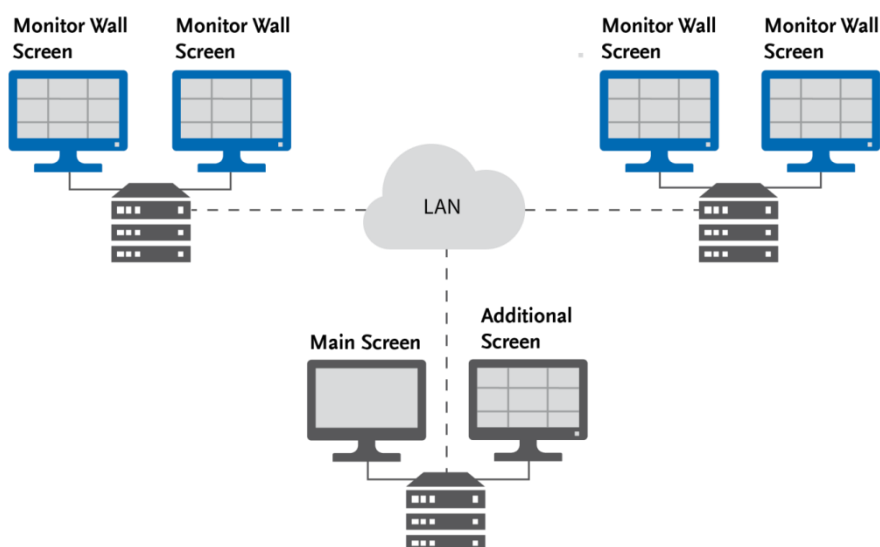 Monitor Wall
Screen
Monitor Wall
Screen
Monitor Wall
Screen
Monitor Wall
Screen
LAN
Main Screen
Additional
Screen